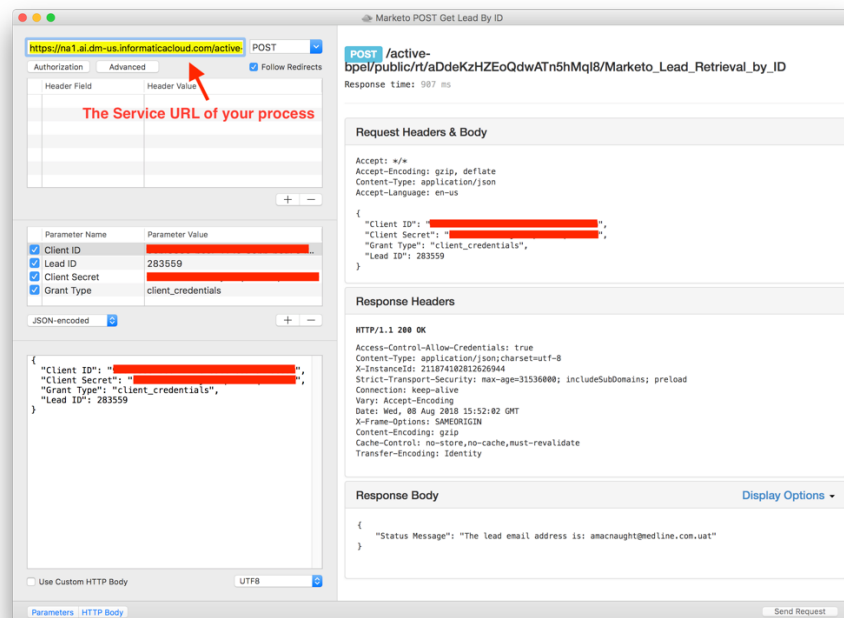 Marketo POST Get Lead By ID
https://na1.ai.dm-us.informaticacloud.com/active-
POST
Authorization
Advanced
Follow Redirects
Header Field
Header Value
The Service URL of your process
+
−
Parameter Name
Parameter Value
Client ID
...
Lead ID
283559
Client Secret
Grant Type
client_credentials
JSON-encoded
+
−
{
"Client ID": "",
"Client Secret": "",
"Grant Type": "client_credentials",
"Lead ID": 283559
}
Use Custom HTTP Body
UTF8
Parameters
HTTP Body
POST /active-
bpel/public/rt/aDdeKzHZEoQdwATn5hMqI8/Marketo_Lead_Retrieval_by_ID
Response time: 907 ms
Request Headers & Body
Accept: */*
Accept-Encoding: gzip, deflate
Content-Type: application/json
Accept-Language: en-us
{
"Client ID": "",
"Client Secret": "",
"Grant Type": "client_credentials",
"Lead ID": 283559
}
Response Headers
HTTP/1.1 200 OK
Access-Control-Allow-Credentials: true
Content-Type: application/json;charset=utf-8
X-InstanceId: 211874102812626944
Strict-Transport-Security: max-age=31536000; includeSubDomains; preload
Connection: keep-alive
Vary: Accept-Encoding
Date: Wed, 08 Aug 2018 15:52:02 GMT
X-Frame-Options: SAMEORIGIN
Content-Encoding: gzip
Cache-Control: no-store,no-cache,must-revalidate
Transfer-Encoding: Identity
Response Body
Display Options
{
"Status Message": "The lead email address is: amacnaught@medline.com.uat"
}
Send Request